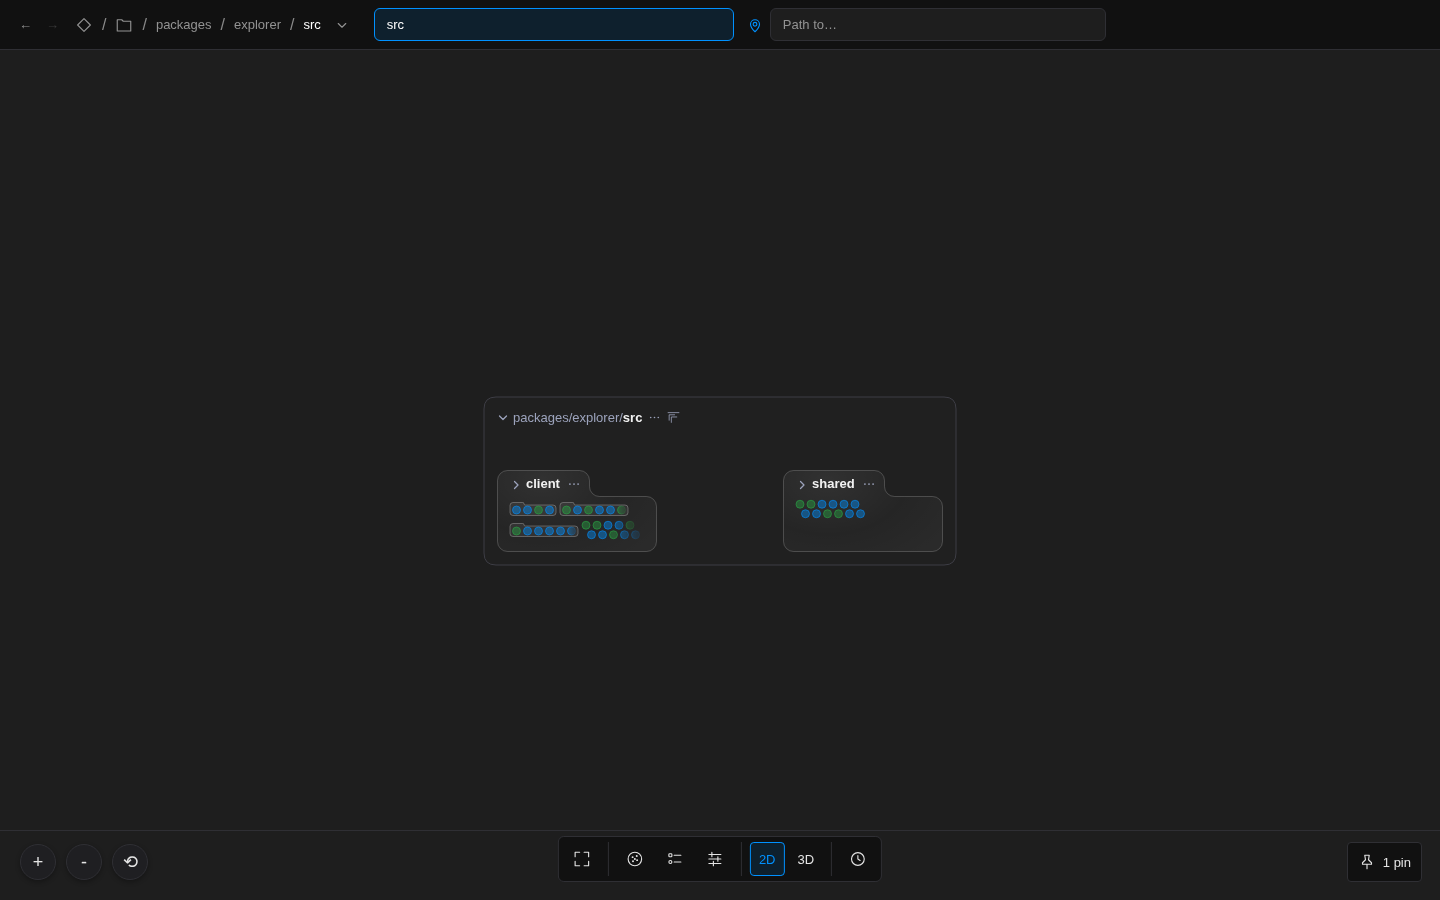 ← → / / packages / explorer / src
src
Path to…
packages/explorer/src ···
client ···
shared ···
+ - ⟲
2D 3D
1 pin